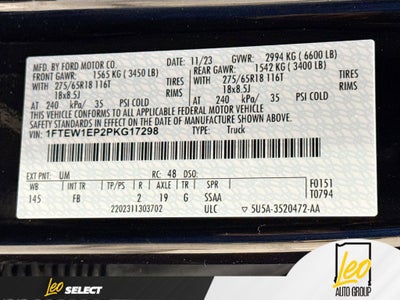 MFD. BY FORD MOTOR CO.
11/23 GVWR: 2994 KG ( 6600 LB)
FRONT GAWR: 1565 KG ( 3450 LB)
REAR GAWR: 1542 KG ( 3400 LB)
WITH 275/65R18 116T TIRES
WITH 275/65R18 116T TIRES
18x8.5J RIMS
18x8.5J RIMS
AT 240 kPa/ 35 PSI COLD
AT 240 kPa/ 35 PSI COLD
THIS VEHICLE CONFORMS TO ALL APPLICABLE FEDERAL MOTOR VEHICLE
SAFETY STANDARDS IN EFFECT ON THE DATE OF MANUFACTURE SHOWN ABOVE.
VIN: 1FTEW1EP2PKG17298
TYPE: Truck
EXT PNT: UM RC: 48 DSO:
WB BRK INT TR TP/PS R AXLE TR SPR
145 FB 2 19 G SSAA
F0151
T0794
2202311303702 ULC 5U5A-3520472-AA
Leo SELECT
Leo
AUTO GROUP